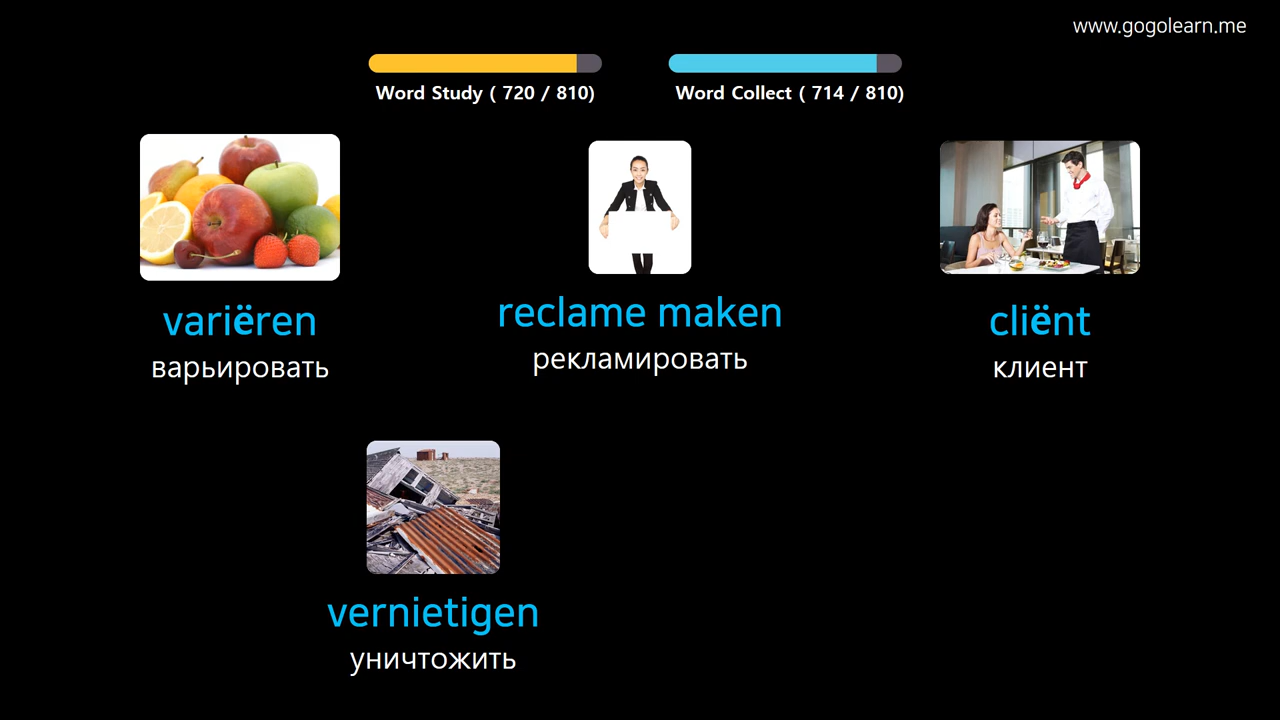 www.gogolearn.me
Word Study ( 720 / 810)
Word Collect ( 714 / 810)
variëren
варьировать
reclame maken
рекламировать
cliënt
клиент
vernietigen
уничтожить